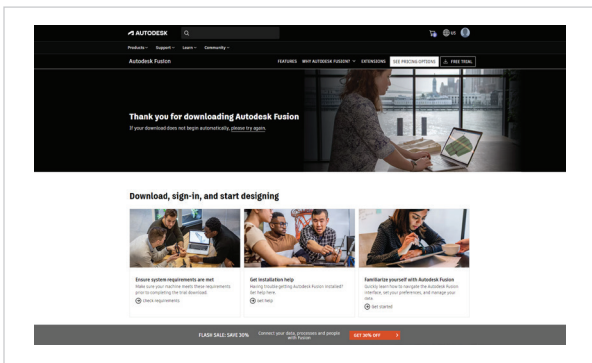 AUTODESK
US
Products Support Learn Community
Autodesk Fusion FEATURES WHY AUTODESK FUSION? EXTENSIONS SEE PRICING OPTIONS FREE TRIAL
Thank you for downloading Autodesk Fusion
If your download does not begin automatically, please try again.
Download, sign-in, and start designing
Ensure system requirements are met
Make sure your machine meets these requirements
prior to completing the trial download.
Check requirements
Get installation help
Having trouble getting Autodesk Fusion installed?
Get help here.
Get help
Familiarize yourself with Autodesk Fusion
Quickly learn how to navigate the Autodesk Fusion
interface, set you preferences, and manage your
data.
Get started
FLASH SALE: SAVE 30% Connect your data, processes and people
with Fusion
GET 30% OFF